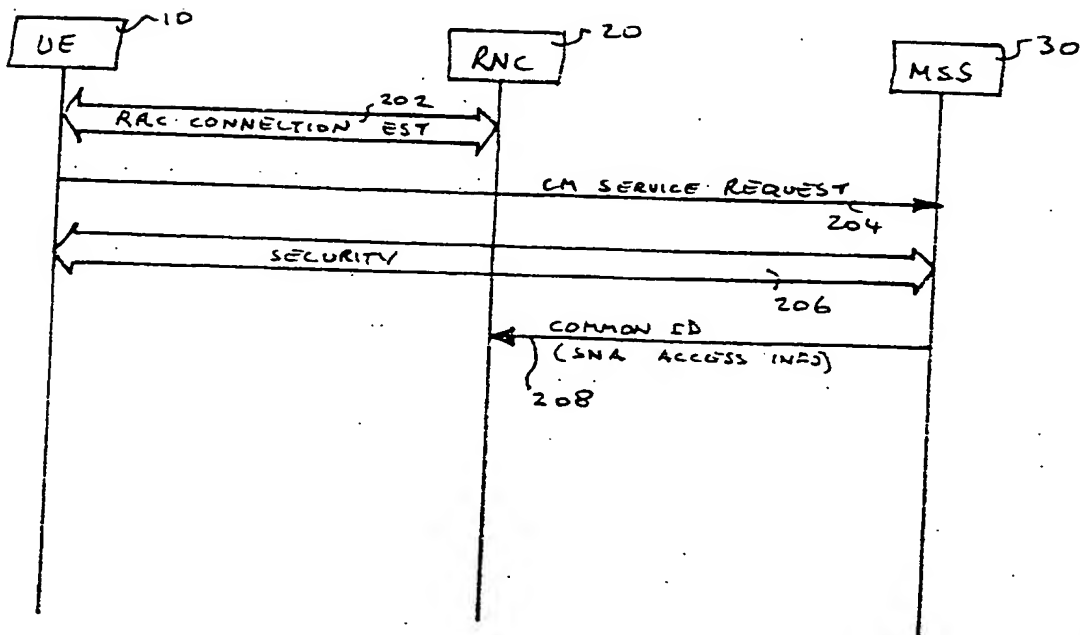 UE
10
RNC
20
MSS
30
202
RRC CONNECTION EST
CM SERVICE REQUEST
204
SECURITY
206
COMMON ID
(SNA ACCESS INFO)
208